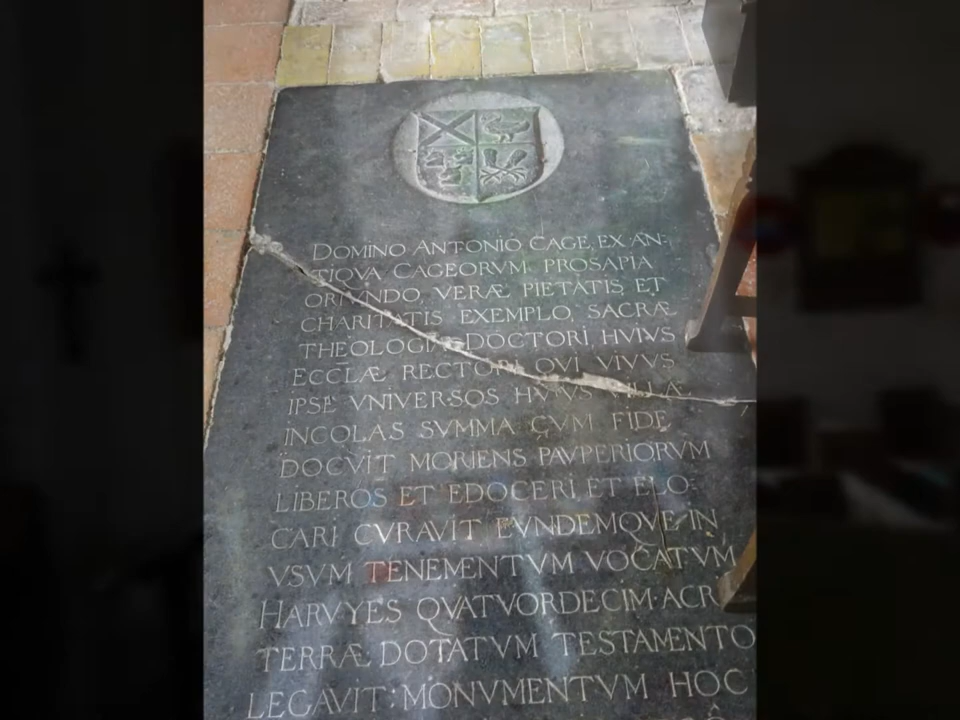 DOMINO ANTONIO CAGE, EX AN-
TIQVA CAGEORVM PROSAPIA
ORIVNDO, VERÆ PIETATIS ET
CHARITATIS EXEMPLO, SACRÆ
THEOLOGIÆ DOCTORI, HVIVS
ECCLÆ RECTORI, QVI VIVVS
IPSE VNIVERSOS HVIVS
INCOLAS SVMMA CVM FIDE
DOCVIT MORIENS PAVPERIORVM
LIBEROS ET EDOCERI, ET ELO-
CARI CVRAVIT EVNDEMQVE IN
VSVM TENEMENTVM VOCATVM
HARVYES QVATVORDECIM ACR
TERRÆ DOTATVM TESTAMENTO
LEGAVIT: MONVMENTVM HOC